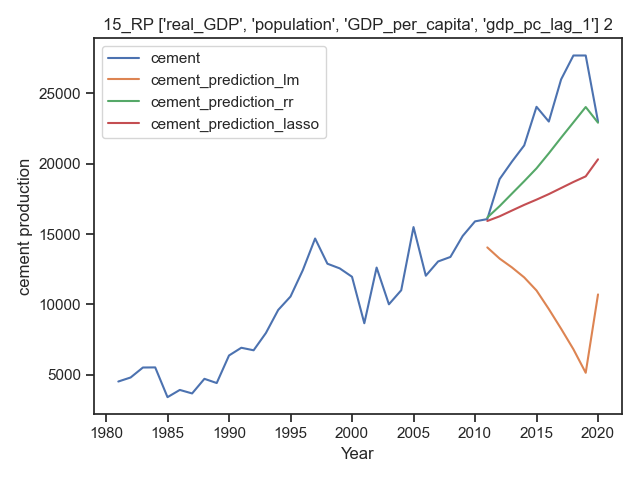 15_RP ['real_GDP', 'population', 'GDP_per_capita', 'gdp_pc_lag_1'] 2
cement
cement_prediction_lm
cement_prediction_rr
cement_prediction_lasso
cement production
25000
20000
15000
10000
5000
1980 1985 1990 1995 2000 2005 2010 2015 2020
Year